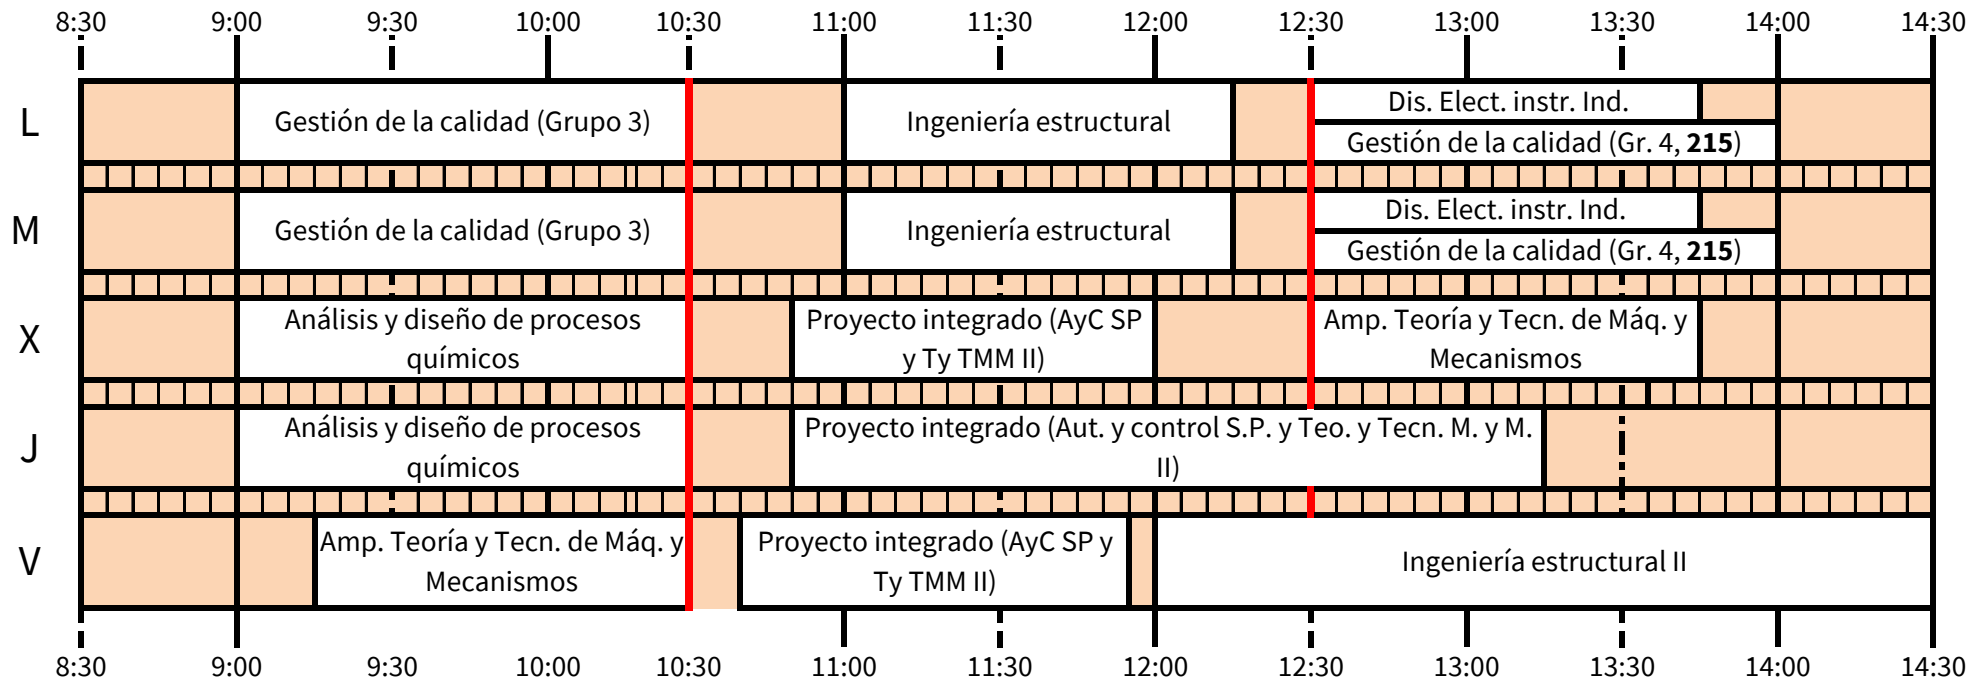 8:30 9:00 9:30 10:00 10:30 11:00 11:30 12:00 12:30 13:00 13:30 14:00 14:30
L
Gestión de la calidad (Grupo 3)
Ingeniería estructural
Dis. Elect. instr. Ind.
Gestión de la calidad (Gr. 4, 215)
M
Gestión de la calidad (Grupo 3)
Ingeniería estructural
Dis. Elect. instr. Ind.
Gestión de la calidad (Gr. 4, 215)
X
Análisis y diseño de procesos
químicos
Proyecto integrado (AyC SP
y Ty TMM II)
Amp. Teoría y Tecn. de Máq. y
Mecanismos
J
Análisis y diseño de procesos
químicos
Proyecto integrado (Aut. y control S.P. y Teo. y Tecn. M. y M.
II)
V
Amp. Teoría y Tecn. de Máq. y
Mecanismos
Proyecto integrado (AyC SP y
Ty TMM II)
Ingeniería estructural II
8:30 9:00 9:30 10:00 10:30 11:00 11:30 12:00 12:30 13:00 13:30 14:00 14:30